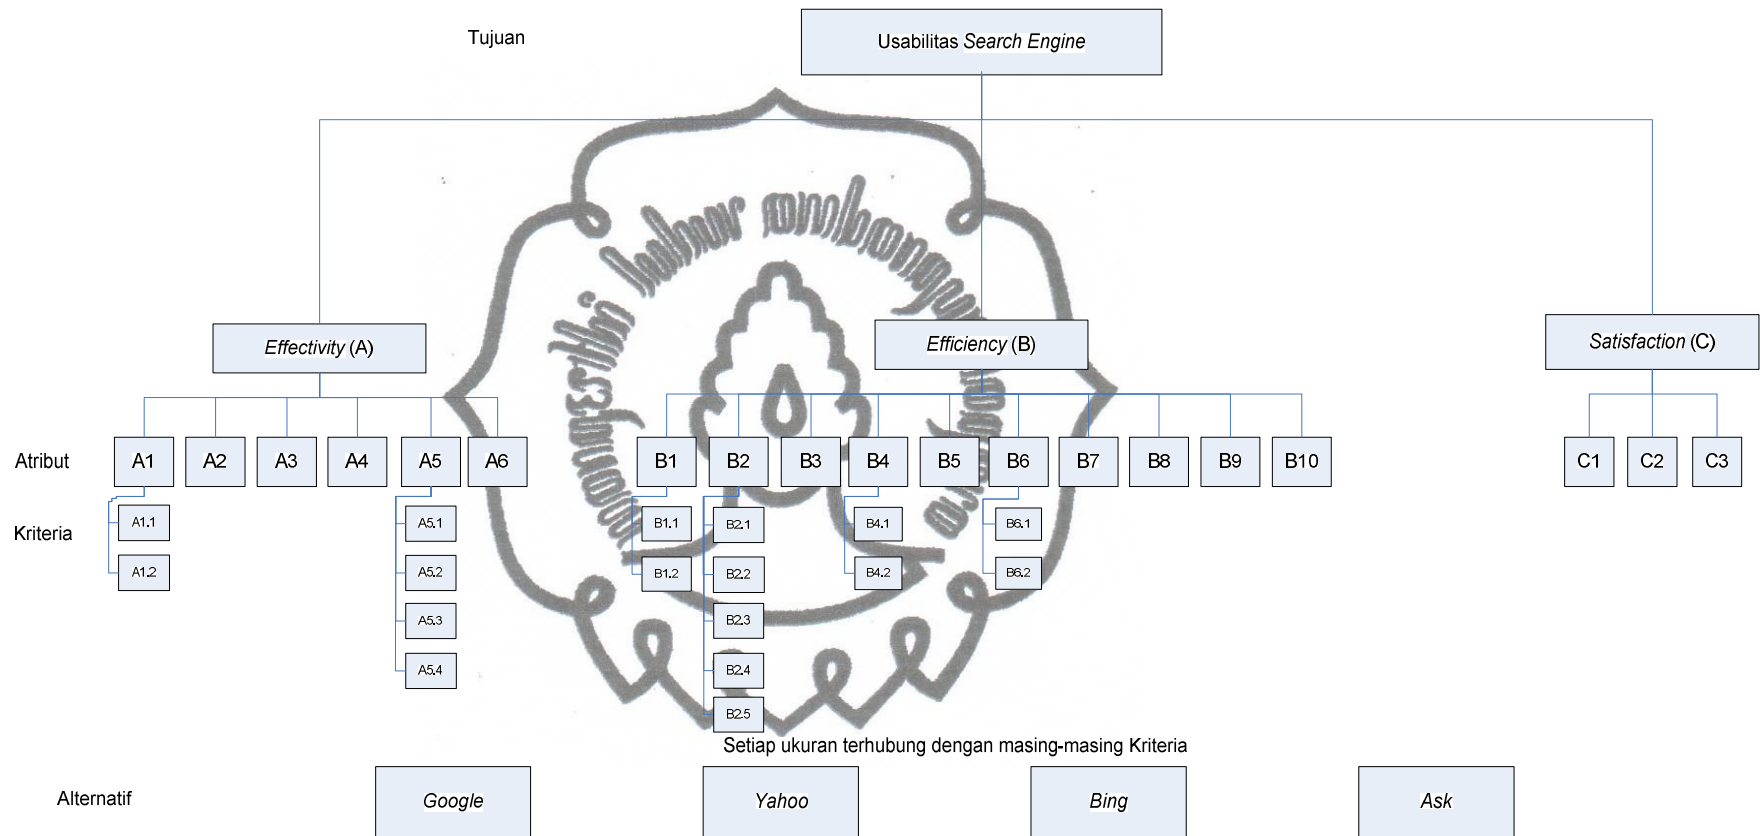 Tujuan
Usabilitas Search Engine
Effectivity (A)
Efficiency (B)
Satisfaction (C)
Atribut
A1 A2 A3 A4 A5 A6 B1 B2 B3 B4 B5 B6 B7 B8 B9 B10 C1 C2 C3
Kriteria
A1.1 A5.1 B1.1 B2.1 B4.1 B6.1
A1.2 A5.2 B1.2 B2.2 B4.2 B6.2
A5.3 B2.3
A5.4 B2.4
B2.5
Setiap ukuran terhubung dengan masing-masing Kriteria
Alternatif
Google
Yahoo
Bing
Ask